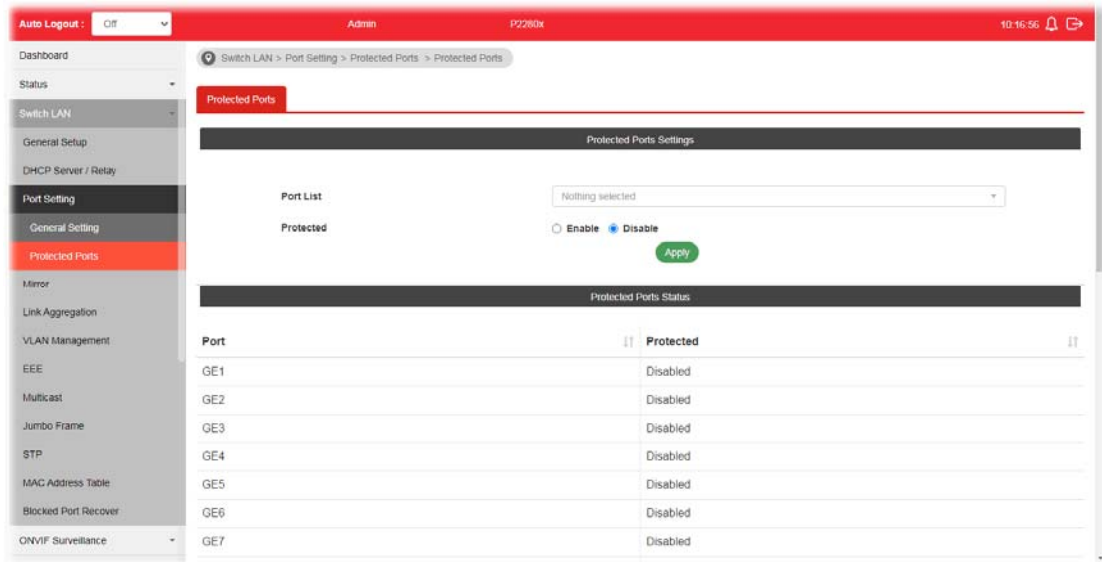 Auto Logout : Off Admin P2280x 10:16:56
Dashboard
Switch LAN > Port Setting > Protected Ports > Protected Ports
Status
Protected Ports
Switch LAN
General Setup
Protected Ports Settings
DHCP Server / Relay
Port Setting
Port List Nothing selected
General Setting
Protected Enable Disable
Protected Ports
Apply
Mirror
Protected Ports Status
Link Aggregation
VLAN Management
Port Protected
EEE
GE1 Disabled
Multicast
GE2 Disabled
Jumbo Frame
GE3 Disabled
STP
GE4 Disabled
MAC Address Table
GE5 Disabled
Blocked Port Recover
GE6 Disabled
ONVIF Surveillance
GE7 Disabled